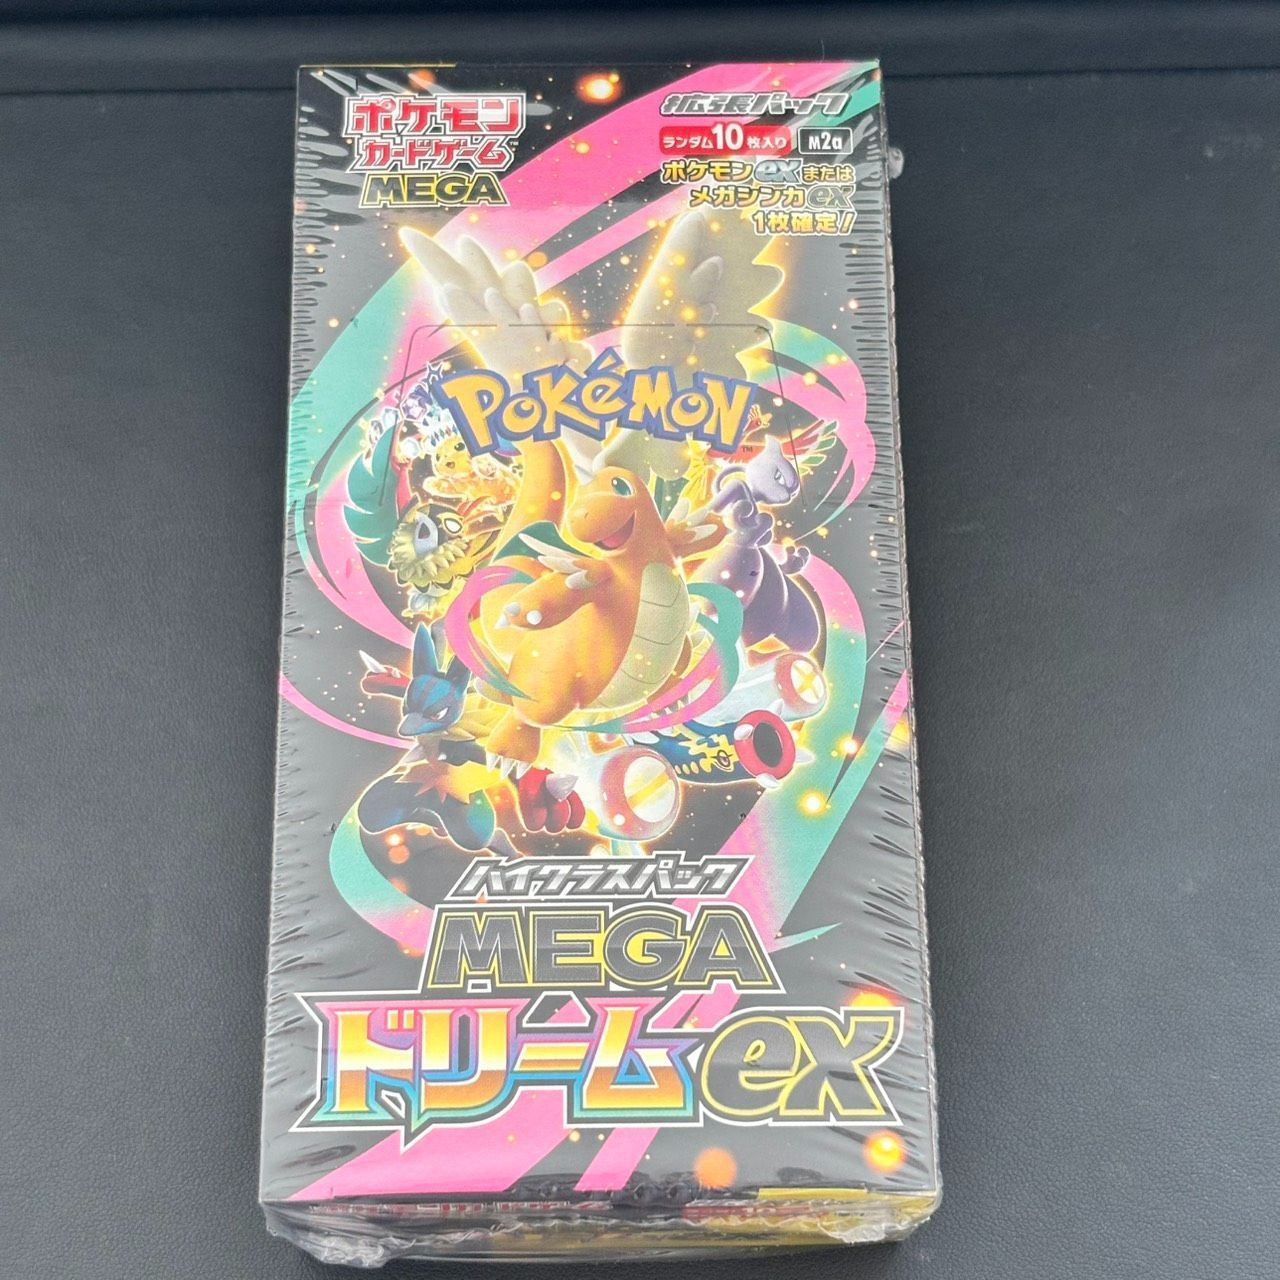 ポケモン
カードゲーム™
MEGA
拡張パック
ランダム10枚入り M2a
ポケモンexまたは
メガシンカex
1枚確定!
POKéMON™
ハイクラスパック
MEGA
ドリームex